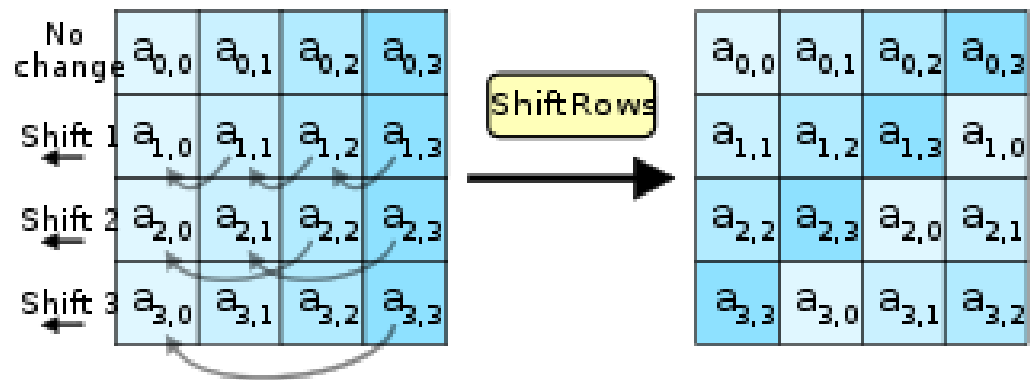 No
change
a0,0 a0,1 a0,2 a0,3
ShiftRows
a0,0 a0,1 a0,2 a0,3
Shift 1
a1,0 a1,1 a1,2 a1,3
a1,1 a1,2 a1,3 a1,0
Shift 2
a2,0 a2,1 a2,2 a2,3
a2,2 a2,3 a2,0 a2,1
Shift 3
a3,0 a3,1 a3,2 a3,3
a3,3 a3,0 a3,1 a3,2